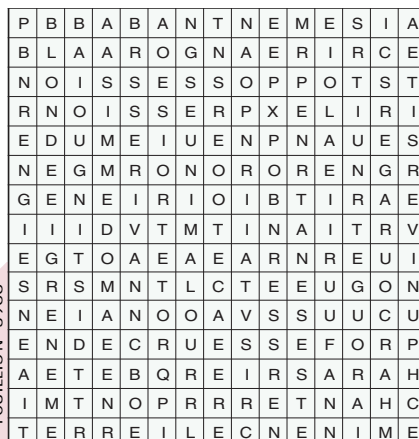 P B B A B A N T N E M E S I A
B L A A R O G N A E R I R C E
N O I S S E S S O P P O T S T
R N O I S S E R P X E L I R I
E D U M E I U E N P N A U E S
N E G M R O N O R O R E N G R
G E N E I R I O I B T I R A E
I I I D V T M T I N A I T R V
E G T O A E A E A R N R E U I
S R S M N T L C T E E U G O N
N E I A N O O A V S S U U C U
E N D E C R U E S S E F O R P
A E T E B Q R E I R S A R A H
I M T N O P R R R E T N A H C
T E R R E I L E C N E N I M E